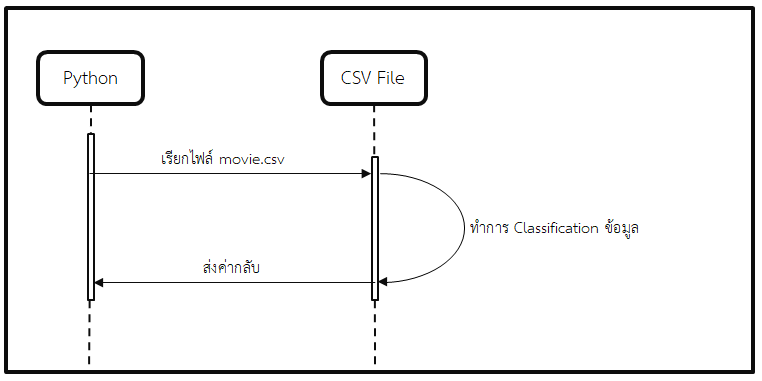 Python
CSV File
เรียกไฟล์ movie.csv
ทำการ Classification ข้อมูล
ส่งค่ากลับ